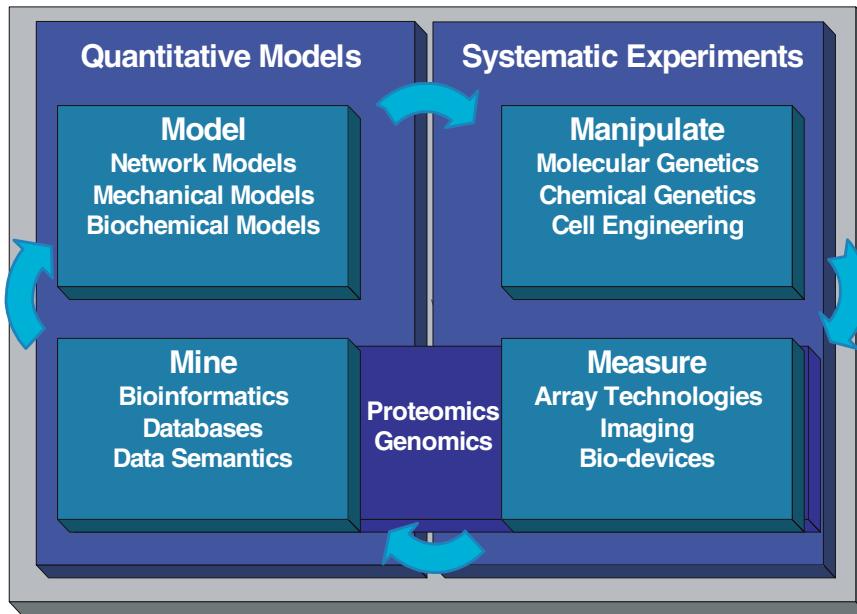 Quantitative Models
Systematic Experiments
Model
Network Models
Mechanical Models
Biochemical Models
Manipulate
Molecular Genetics
Chemical Genetics
Cell Engineering
Mine
Bioinformatics
Databases
Data Semantics
Proteomics
Genomics
Measure
Array Technologies
Imaging
Bio-devices